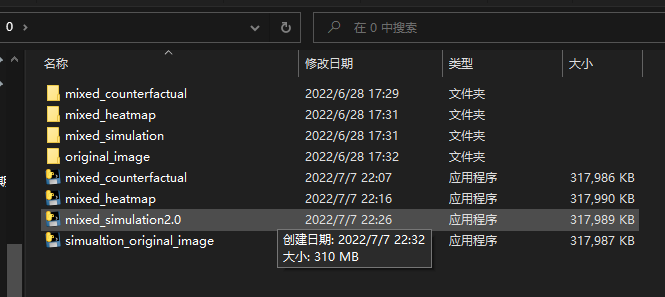 0
在 0 中搜索
名称 修改日期 类型 大小
mixed_counterfactual 2022/6/28 17:29 文件夹
mixed_heatmap 2022/6/28 17:31 文件夹
mixed_simulation 2022/6/28 17:31 文件夹
original_image 2022/6/28 17:32 文件夹
mixed_counterfactual 2022/7/7 22:07 应用程序 317,986 KB
mixed_heatmap 2022/7/7 22:16 应用程序 317,990 KB
mixed_simulation2.0 2022/7/7 22:26 应用程序 317,989 KB
simualtion_original_image 应用程序 317,987 KB
创建日期: 2022/7/7 22:32
大小: 310 MB